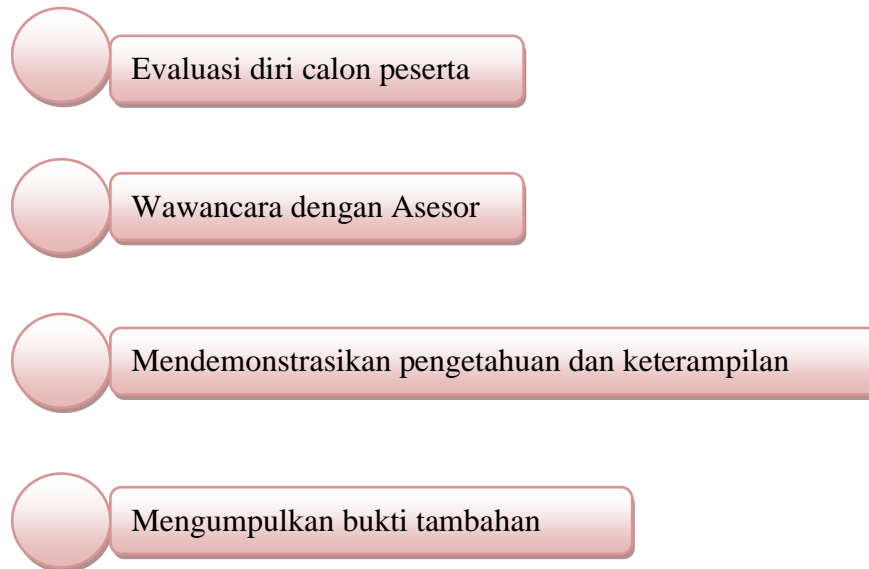 Evaluasi diri calon peserta
Wawancara dengan Asesor
Mendemonstrasikan pengetahuan dan keterampilan
Mengumpulkan bukti tambahan